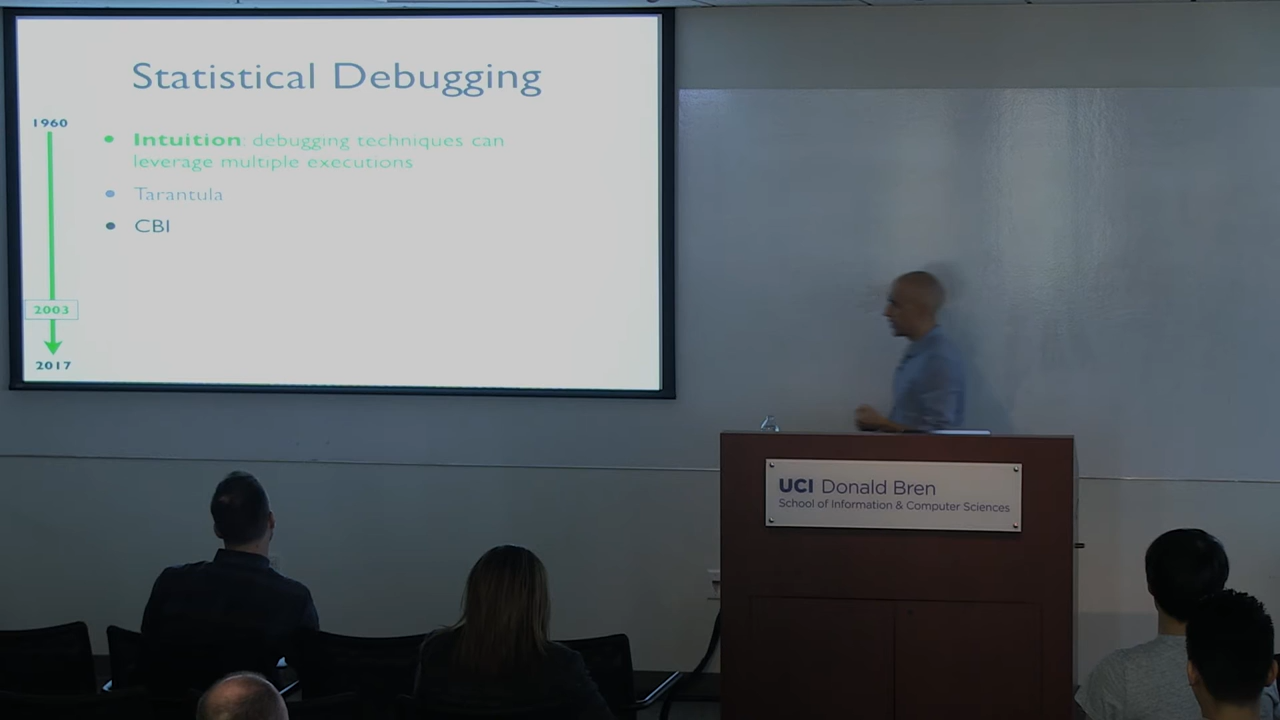 Statistical Debugging
1960
• Intuition: debugging techniques can
leverage multiple executions
• Tarantula
• CBI
2003
2017
UCI Donald Bren
School of Information & Computer Sciences